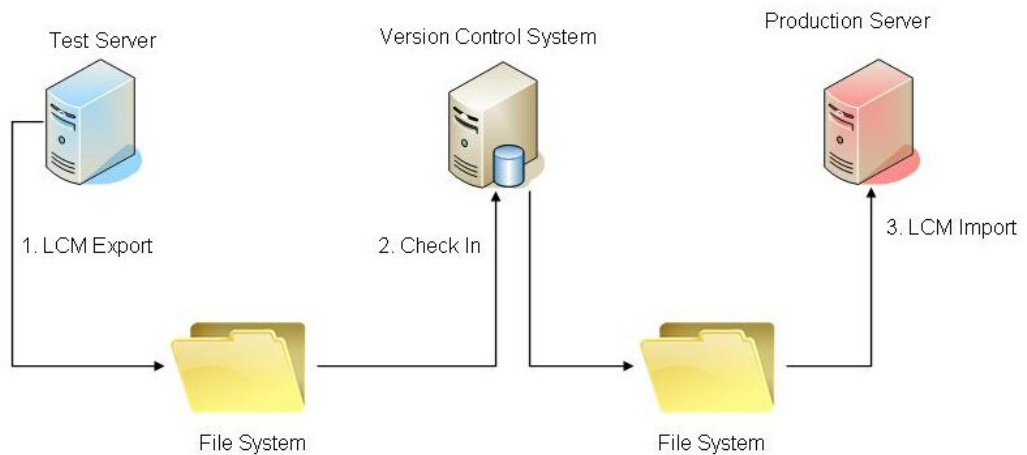 Test Server
Version Control System
Production Server
1. LCM Export
2. Check In
3. LCM Import
File System
File System